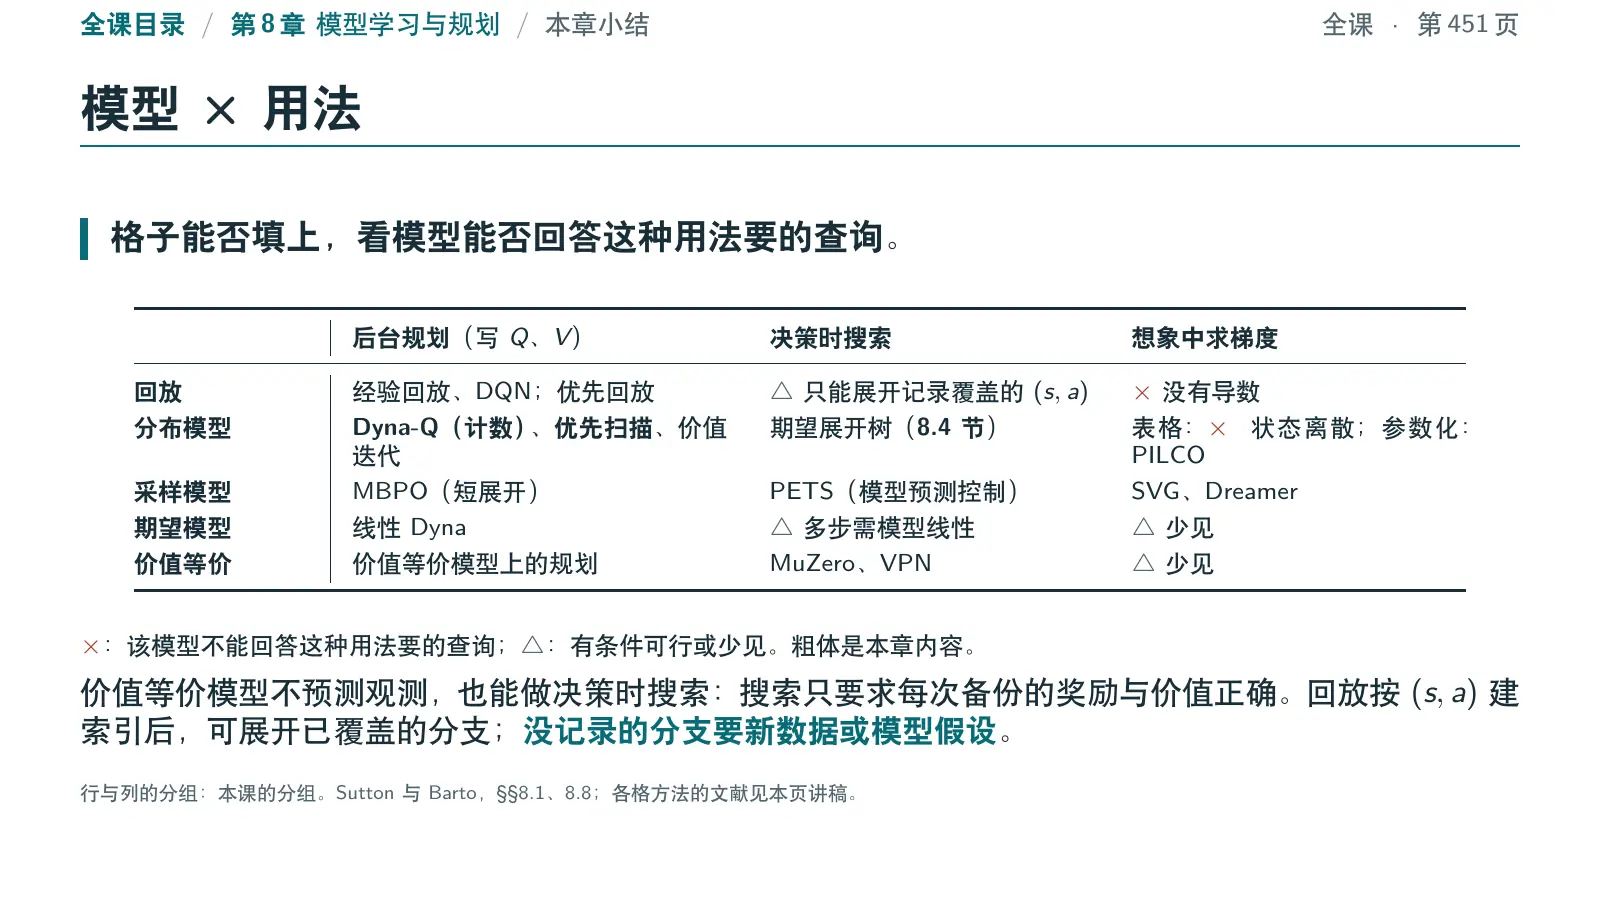 全课目录 / 第 8 章 模型学习与规划 / 本章小结
全课 · 第 451 页
模型 × 用法
格子能否填上，看模型能否回答这种用法要的查询。
后台规划（写 Q、V） 决策时搜索 想象中求梯度
回放 经验回放、DQN；优先回放 △ 只能展开记录覆盖的 (s, a) × 没有导数
分布模型 Dyna-Q（计数）、优先扫描、价值 期望展开树（8.4 节） 表格：× 状态离散；参数化：
迭代 PILCO
采样模型 MBPO（短展开） PETS（模型预测控制） SVG、Dreamer
期望模型 线性 Dyna △ 多步需模型线性 △ 少见
价值等价 价值等价模型上的规划 MuZero、VPN △ 少见
×：该模型不能回答这种用法要的查询；△：有条件可行或少见。粗体是本章内容。
价值等价模型不预测观测，也能做决策时搜索：搜索只要求每次备份的奖励与价值正确。回放按 (s, a) 建
索引后，可展开已覆盖的分支；没记录的分支要新数据或模型假设。
行与列的分组：本课的分组。Sutton 与 Barto，§§8.1、8.8；各格方法的文献见本页讲稿。